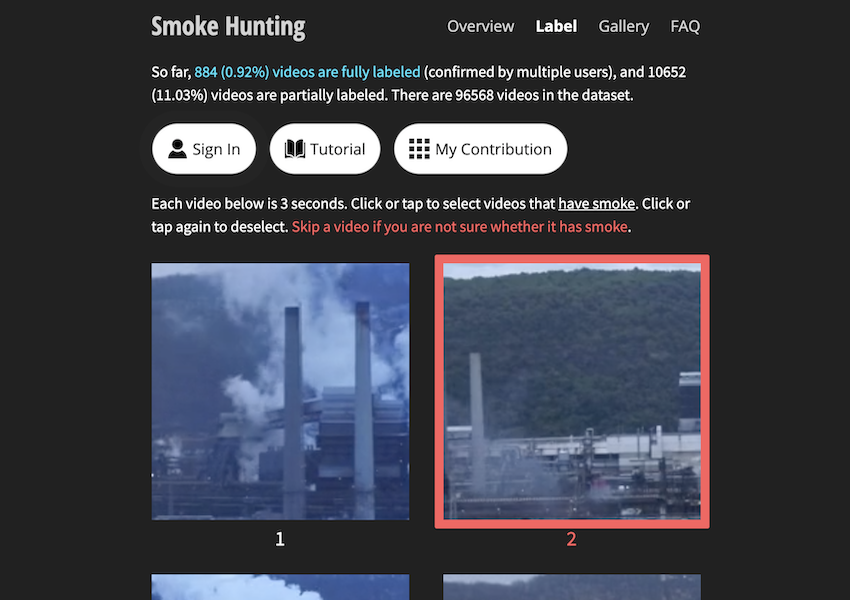 Smoke Hunting
Overview Label Gallery FAQ
So far, 884 (0.92%) videos are fully labeled (confirmed by multiple users), and 10652
(11.03%) videos are partially labeled. There are 96568 videos in the dataset.
Sign In Tutorial My Contribution
Each video below is 3 seconds. Click or tap to select videos that have smoke. Click or
tap again to deselect. Skip a video if you are not sure whether it has smoke.
1 2